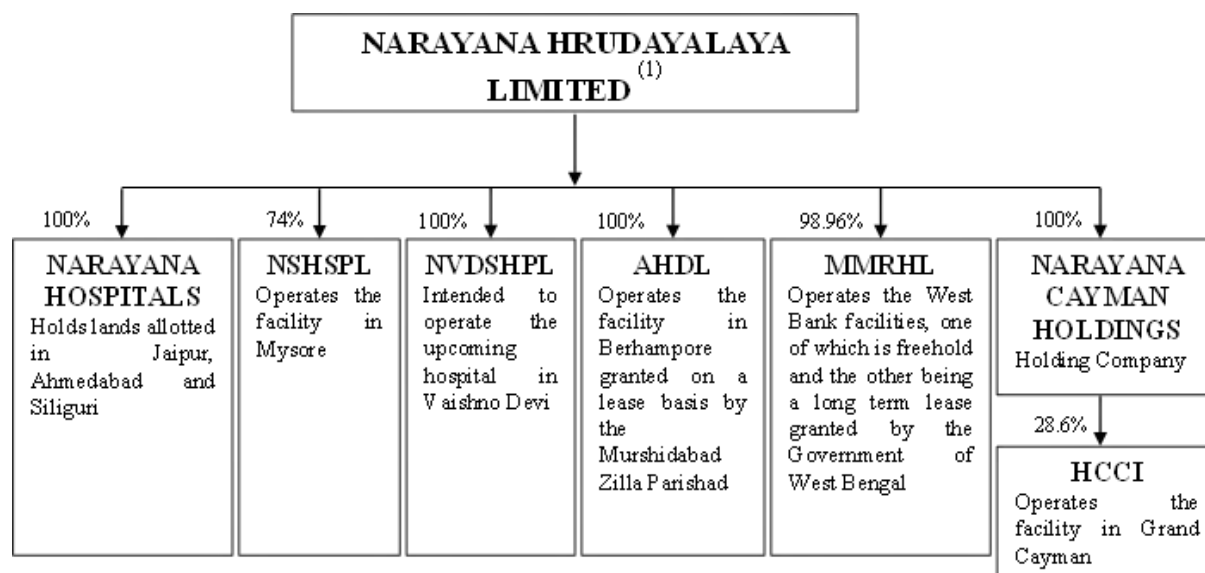 NARAYANA HRUDAYALAYA
LIMITED (1)
100%
NARAYANA
HOSPITALS
Holds lands allotted
in Jaipur,
Ahmedabad and
Siliguri
74%
NSHSPL
Operates the
facility in
Mysore
100%
NVDSHPL
Intended to
operate the
upcoming
hospital in
Vaishno Devi
100%
AHDL
Operates the
facility in
Berhampore
granted on a
lease basis by
the
Murshidabad
Zilla Parishad
98.96%
MMRHL
Operates the West
Bank facilities, one
of which is freehold
and the other being
a long term lease
granted by the
Government of
West Bengal
100%
NARAYANA
CAYMAN
HOLDINGS
Holding Company
28.6%
HCCI
Operates the
facility in Grand
Cayman